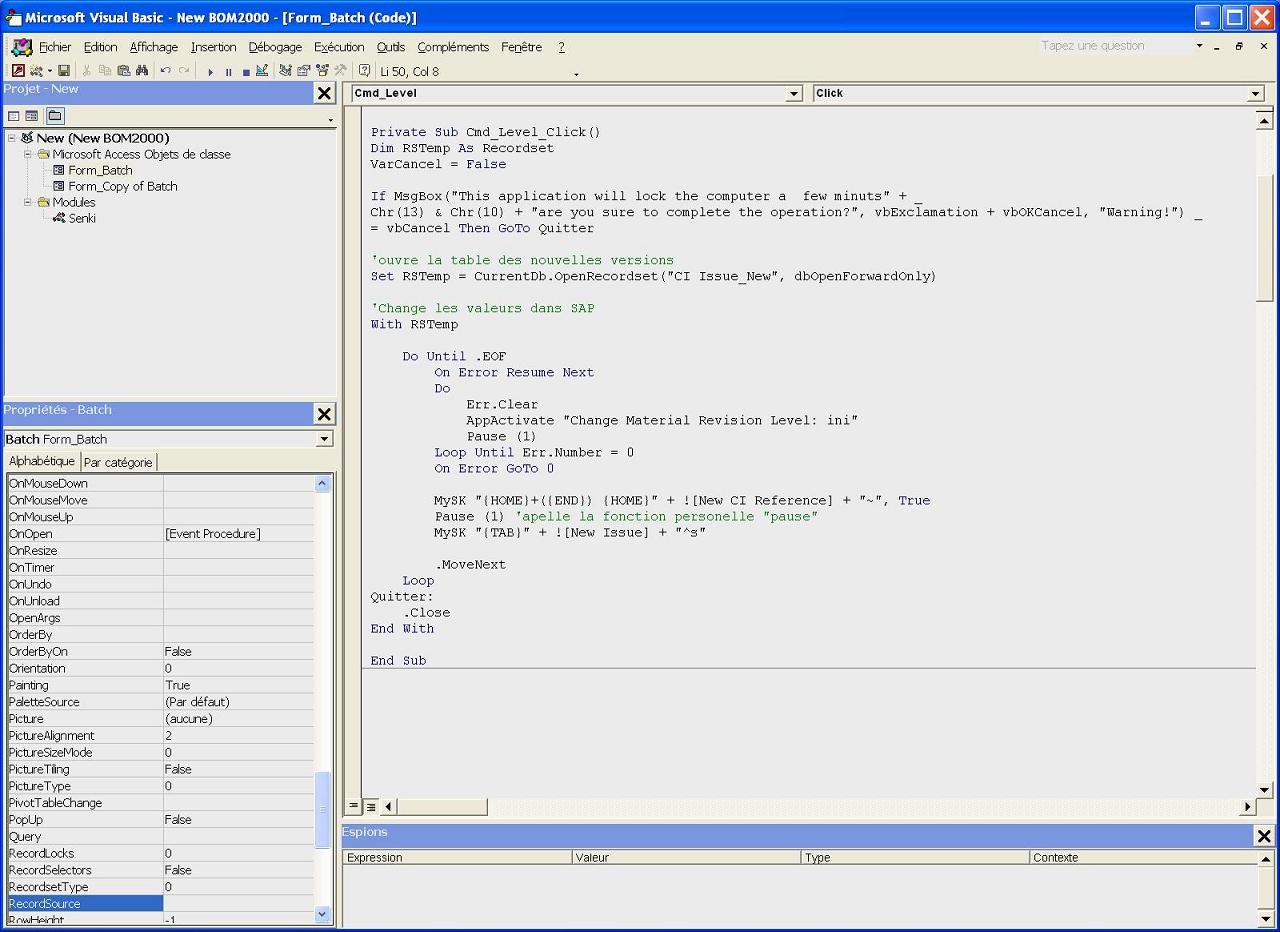 Microsoft Visual Basic - New BOM2000 - [Form_Batch (Code)]
Fichier Edition Affichage Insertion Débogage Exécution Outils Compléments Fenêtre ?
Tapez une question
Li 50, Col 8
Projet - New
New (New BOM2000)
Microsoft Access Objets de classe
Form_Batch
Form_Copy of Batch
Modules
Senki
Propriétés - Batch
Batch Form_Batch
Alphabétique Par catégorie
OnMouseDown
OnMouseMove
OnMouseUp
OnOpen [Event Procedure]
OnResize
OnTimer
OnUndo
OnUnload
OpenArgs
OrderBy
OrderByOn False
Orientation 0
Painting True
PaletteSource (Par défaut)
Picture (aucune)
PictureAlignment 2
PictureSizeMode 0
PictureTiling False
PictureType 0
PivotTableChange
PopUp False
Query
RecordLocks 0
RecordSelectors False
RecordsetType 0
RecordSource
RowHeight -1
Cmd_Level Click
Private Sub Cmd_Level_Click()
Dim RSTemp As Recordset
VarCancel = False
If MsgBox("This application will lock the computer a  few minuts" + _
Chr(13) & Chr(10) + "are you sure to complete the operation?", vbExclamation + vbOKCancel, "Warning!") _
= vbCancel Then GoTo Quitter
'ouvre la table des nouvelles versions
Set RSTemp = CurrentDb.OpenRecordset("CI Issue_New", dbOpenForwardOnly)
'Change les valeurs dans SAP
With RSTemp
Do Until .EOF
On Error Resume Next
Do
Err.Clear
AppActivate "Change Material Revision Level: ini"
Pause (1)
Loop Until Err.Number = 0
On Error GoTo 0
MySK "{HOME}+({END}) {HOME}" + ![New CI Reference] + "~", True
Pause (1) 'apelle la fonction personelle "pause"
MySK "{TAB}" + ![New Issue] + "^s"
.MoveNext
Loop
Quitter:
.Close
End With
End Sub
Espions
Expression Valeur Type Contexte